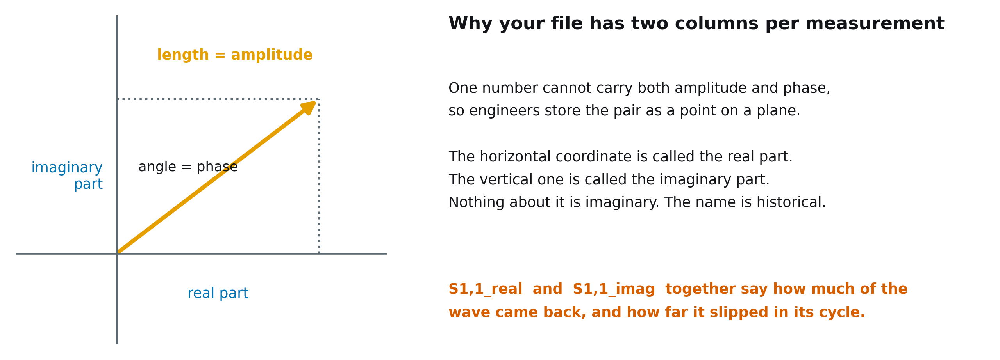 Why your file has two columns per measurement
length = amplitude
One number cannot carry both amplitude and phase,
so engineers store the pair as a point on a plane.
The horizontal coordinate is called the real part.
The vertical one is called the imaginary part.
Nothing about it is imaginary. The name is historical.
angle = phase
imaginary
part
real part
S1,1_real  and  S1,1_imag  together say how much of the
wave came back, and how far it slipped in its cycle.